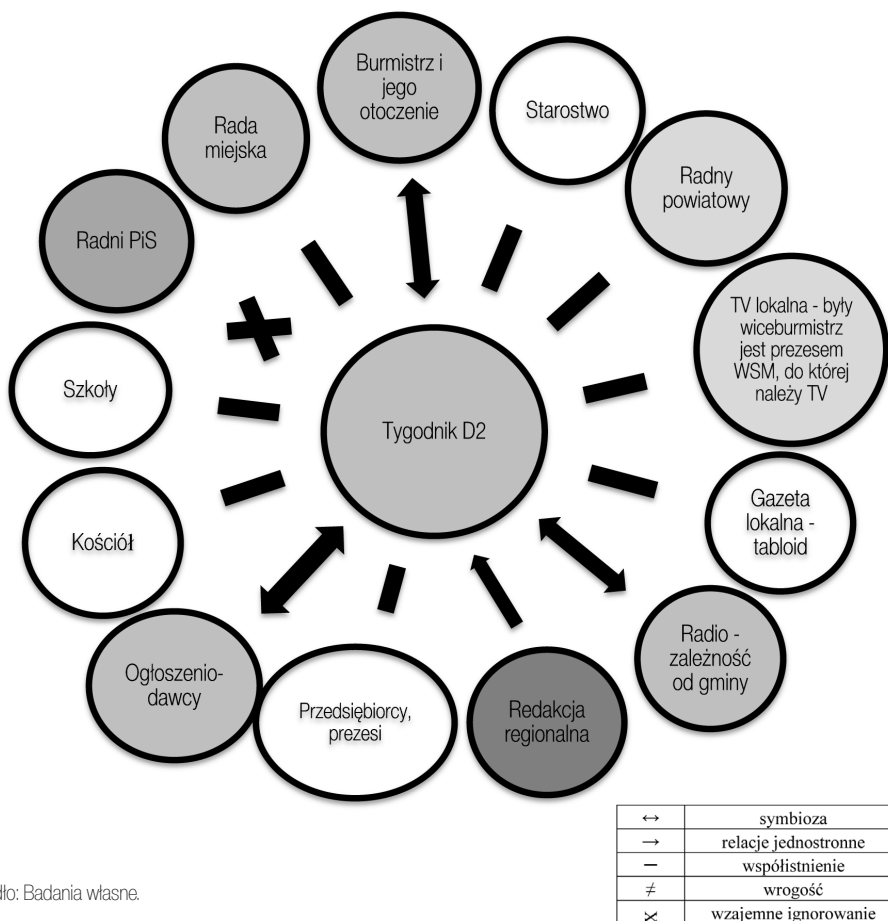 Burmistrz i
jego
otoczenie
Starostwo
Rada
miejska
Radny
powiatowy
Radni PiS
TV lokalna - były
wiceburmistrz
jest prezesem
WSM, do której
należy TV
Szkoły
Tygodnik D2
Gazeta
lokalna -
tabloid
Kościół
Radio -
zależność
od gminy
Ogłoszenio-
dawcy
Przedsiębiorcy,
prezesi
Redakcja
regionalna
↔ symbioza
→ relacje jednostronne
− współistnienie
≠ wrogość
× wzajemne ignorowanie
dło: Badania własne.